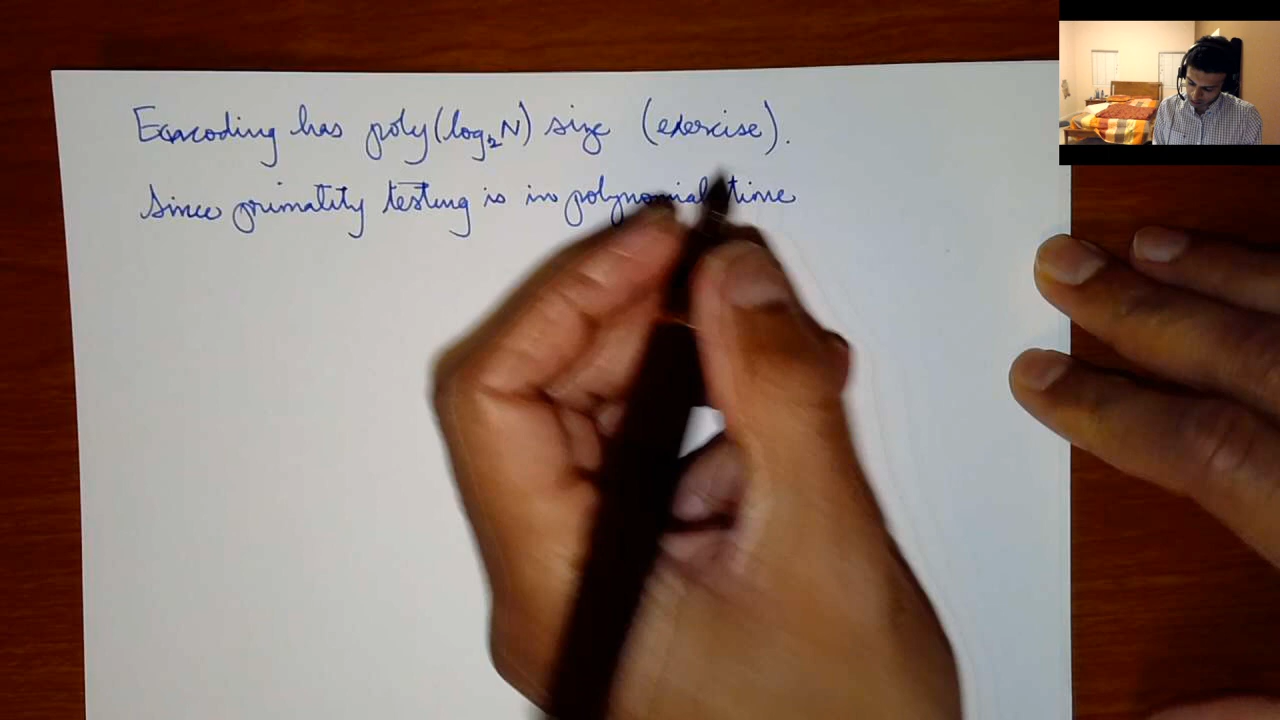 Encoding has poly(log₂N) size (exercise).
Since primality testing is in polynomial time